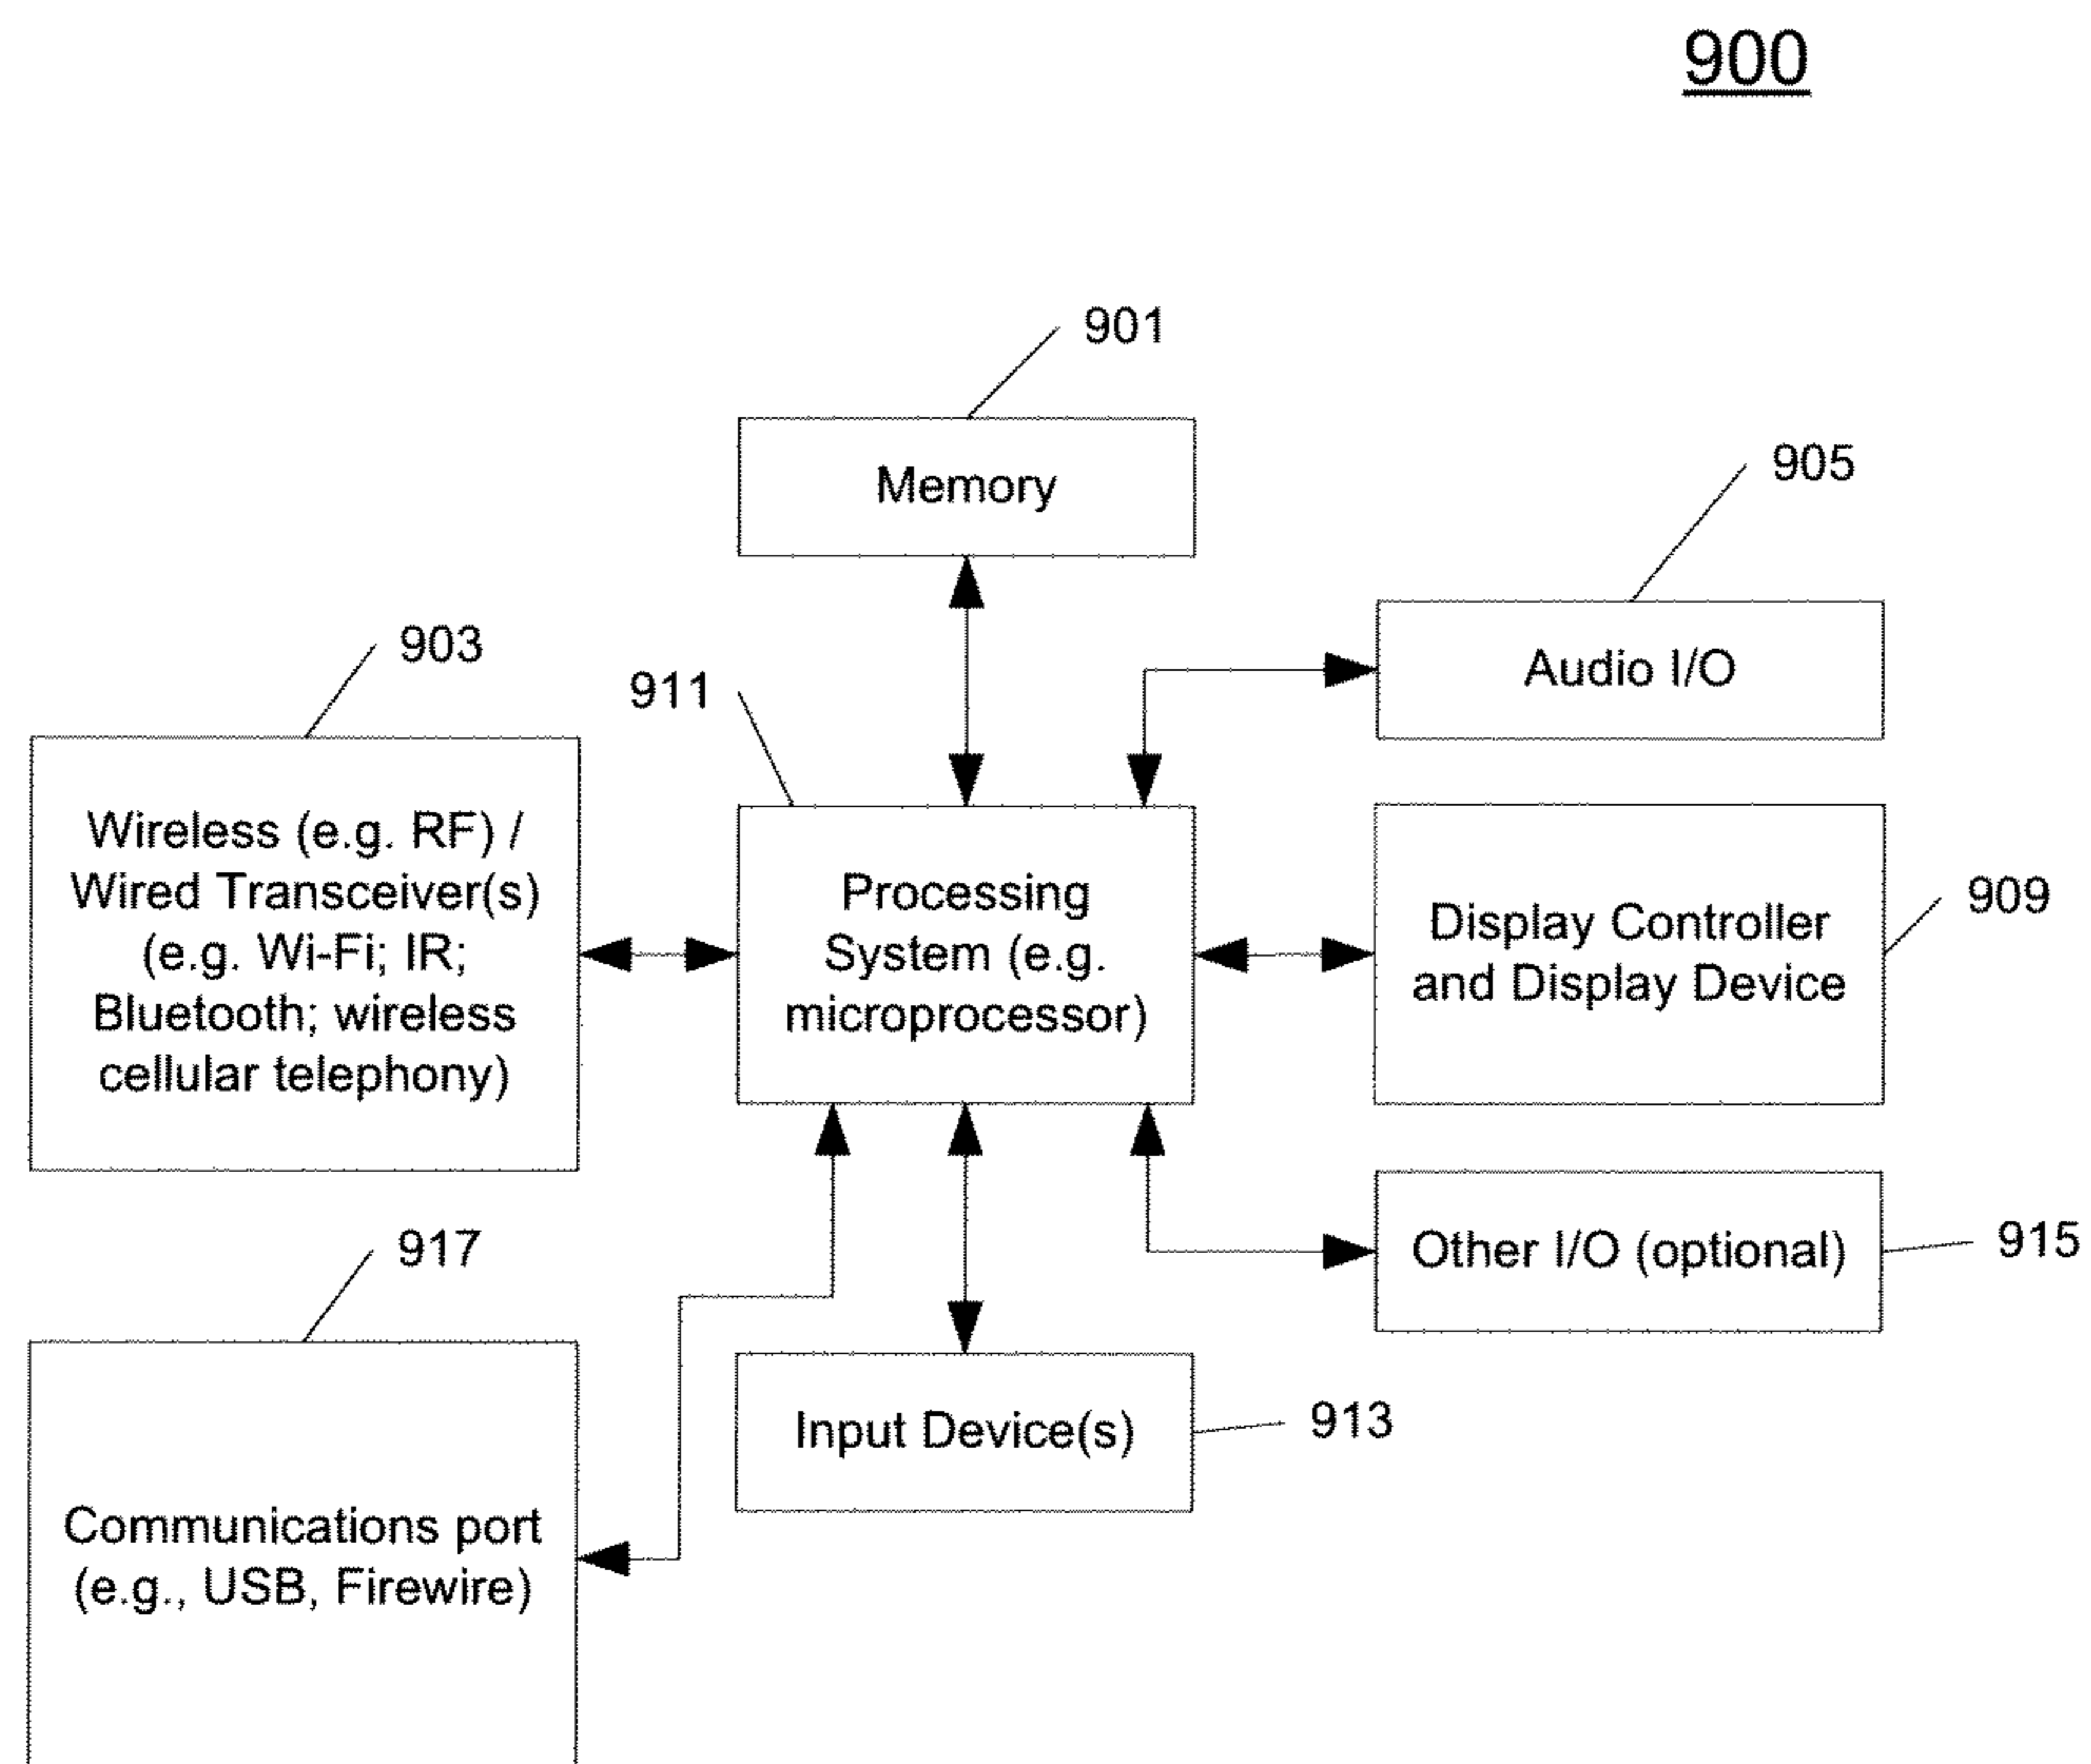 900
901
Memory
905
Audio I/O
903
911
Wireless (e.g. RF) /
Wired Transceiver(s)
(e.g. Wi-Fi; IR;
Bluetooth; wireless
cellular telephony)
Processing
System (e.g.
microprocessor)
909
Display Controller
and Display Device
917
Other I/O (optional)
915
Input Device(s)
913
Communications port
(e.g., USB, Firewire)